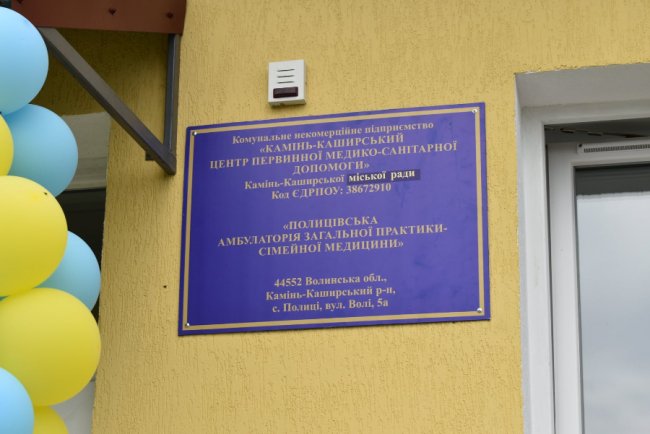 Комунальне некомерційне підприємство
«КАМІНЬ-КАШИРСЬКИЙ
ЦЕНТР ПЕРВИННОЇ МЕДИКО-САНІТАРНОЇ
ДОПОМОГИ»
Камінь-Каширської міської ради
Код ЄДРПОУ: 38672910
«ПОЛИЦІВСЬКА
АМБУЛАТОРІЯ ЗАГАЛЬНОЇ ПРАКТИКИ-
СІМЕЙНОЇ МЕДИЦИНИ»
44552 Волинська обл.,
Камінь-Каширський р-н,
с. Полиці, вул. Волі, 5а